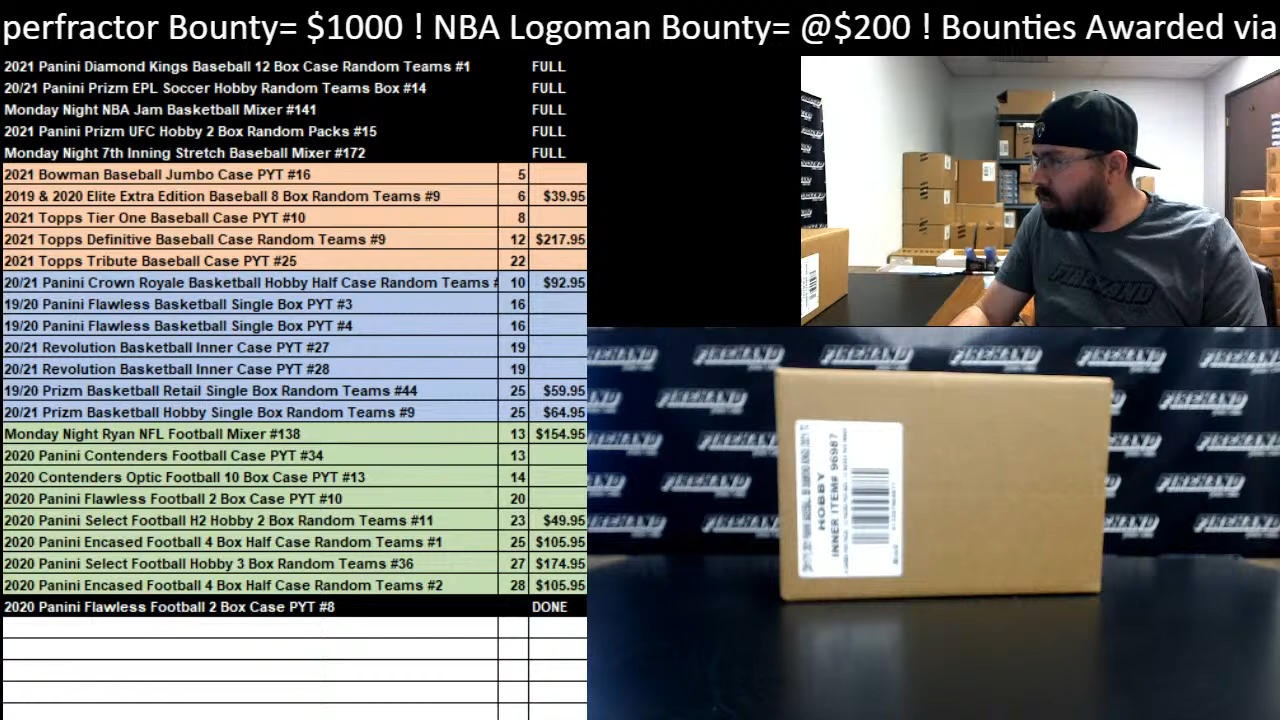 perfractor Bounty= $1000 ! NBA Logoman Bounty= @$200 ! Bounties Awarded via
2021 Panini Diamond Kings Baseball 12 Box Case Random Teams #1 FULL
20/21 Panini Prizm EPL Soccer Hobby Random Teams Box #14 FULL
Monday Night NBA Jam Basketball Mixer #141 FULL
2021 Panini Prizm UFC Hobby 2 Box Random Packs #15 FULL
Monday Night 7th Inning Stretch Baseball Mixer #172 FULL
2021 Bowman Baseball Jumbo Case PYT #16 5
2019 & 2020 Elite Extra Edition Baseball 8 Box Random Teams #9 6 $39.95
2021 Topps Tier One Baseball Case PYT #10 8
2021 Topps Definitive Baseball Case Random Teams #9 12 $217.95
2021 Topps Tribute Baseball Case PYT #25 22
20/21 Panini Crown Royale Basketball Hobby Half Case Random Teams 10 $92.95
19/20 Panini Flawless Basketball Single Box PYT #3 16
19/20 Panini Flawless Basketball Single Box PYT #4 16
20/21 Revolution Basketball Inner Case PYT #27 19
20/21 Revolution Basketball Inner Case PYT #28 19
19/20 Prizm Basketball Retail Single Box Random Teams #44 25 $59.95
20/21 Prizm Basketball Hobby Single Box Random Teams #9 25 $64.95
Monday Night Ryan NFL Football Mixer #138 13 $154.95
2020 Panini Contenders Football Case PYT #34 13
2020 Contenders Optic Football 10 Box Case PYT #13 14
2020 Panini Flawless Football 2 Box Case PYT #10 20
2020 Panini Select Football H2 Hobby 2 Box Random Teams #11 23 $49.95
2020 Panini Encased Football 4 Box Half Case Random Teams #1 25 $105.95
2020 Panini Select Football Hobby 3 Box Random Teams #36 27 $174.95
2020 Panini Encased Football 4 Box Half Case Random Teams #2 28 $105.95
2020 Panini Flawless Football 2 Box Case PYT #8 DONE
FIREHAND
FIREHAND
HOBBY
INNER ITEM# 96987